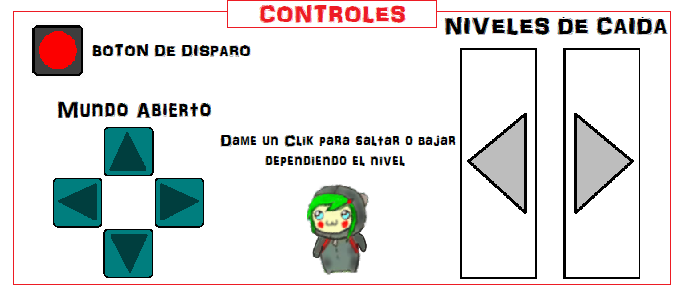 CONTROLES
NIVELES DE CAIDA
BOTON DE DISPARO
MUNDO ABIERTO
DAME UN CLIK PARA SALTAR O BAJAR
DEPENDIENDO EL NIVEL